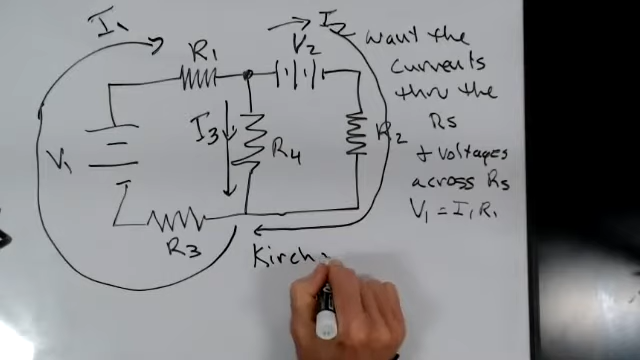 I₁
I₂
R₁
V₂
want the
currents
thru the
Rs
+ voltages
across Rs
V₁ = I₁R₁
V₁
I₃
R₄
R₂
R₃
Kirch